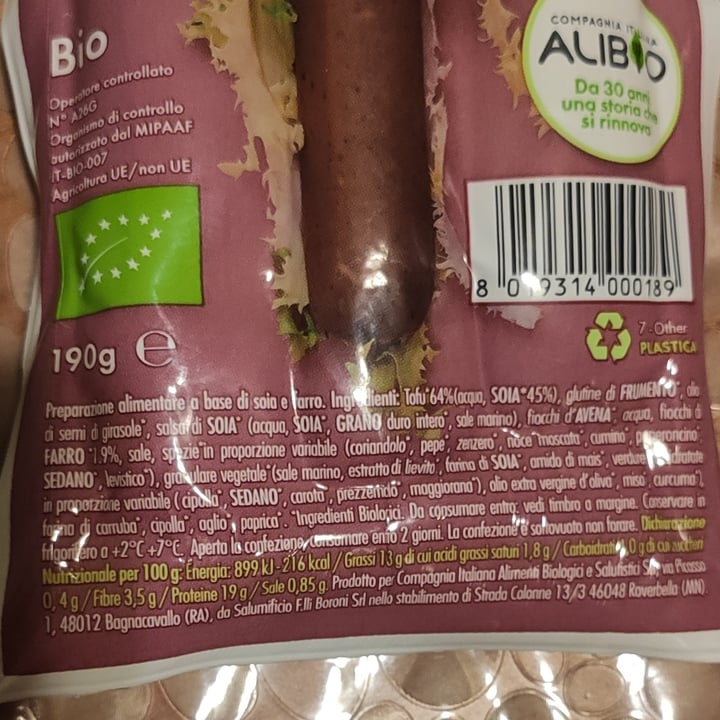 Bio
Operatore controllato
N° A26G
Organismo di controllo
autorizzato dal MIPAAF
IT-BIO-007
Agricoltura UE/non UE
COMPAGNIA ITALIANA
ALIBIO
Da 30 anni
una storia che
si rinnova
8 019314 000189
7 - Other
PLASTICA
190g e
Preparazione alimentare a base di soia e farro. Ingredienti: Tofu*64%(acqua, SOIA*45%), glutine di FRUMENTO*, olio
di semi di girasole*, salsa di SOIA* (acqua, SOIA*, GRANO duro intero*, sale marino), fiocchi d'AVENA*, acqua, fiocchi di
FARRO*1,9%, sale, spezie*in proporzione variabile (coriandolo*, pepe*, zenzero*, noce moscata*, cumino*, peperoncino*
SEDANO*, levistico*), granulare vegetale*(sale marino, estratto di lievito*, farina di SOIA*, amido di mais*, verdure disidratate
in proporzione variabile (cipolla*, SEDANO*, carota*, prezzemolo*, maggiorana*), olio extra vergine d'oliva*, miso*, curcuma*),
farina di carruba*, cipolla*, aglio*, paprica*. *Ingredienti Biologici. Da consumare entro: vedi timbro a margine. Conservare in
frigorifero a +2°C +7°C. Aperta la confezione, consumare entro 2 giorni. La confezione è sottovuoto non forare. Dichiarazione
Nutrizionale per 100 g: Energia: 899 kJ - 216 kcal / Grassi 13 g di cui acidi grassi saturi 1,8 g / Carboidrati 0 g di cui zuccheri
0,4 g / Fibre 3,5 g / Proteine 19 g / Sale 0,85 g. Prodotto per Compagnia Italiana Alimenti Biologici e Salutistici via Picasso
1, 48012 Bagnacavallo (RA), da Salumificio F.lli Boroni Srl nello stabilimento di Strada Calanne 13/3 46048 Roverbella (MN)